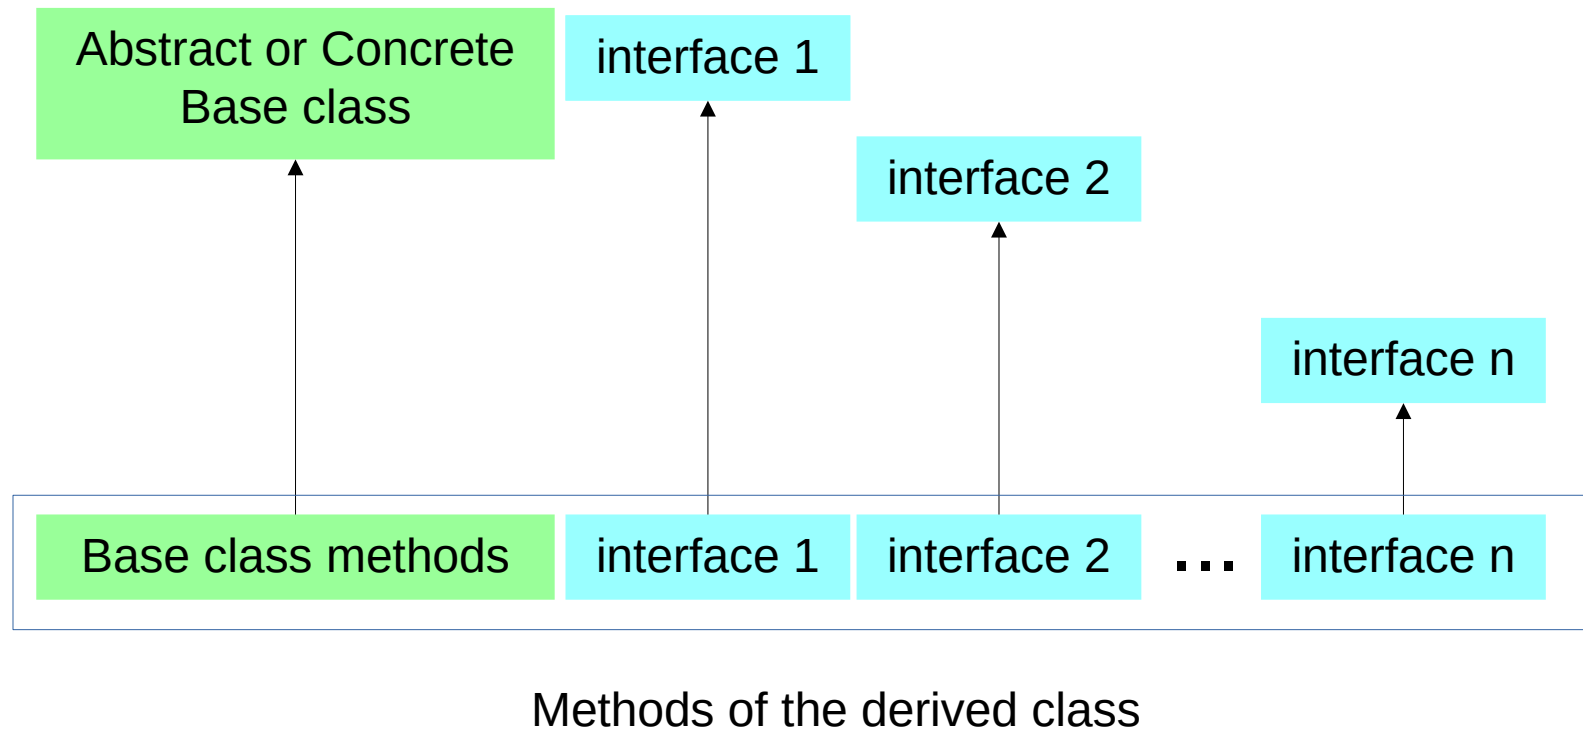 Abstract or Concrete
Base class
interface 1
interface 2
interface n
Base class methods
interface 1
interface 2
...
interface n
Methods of the derived class